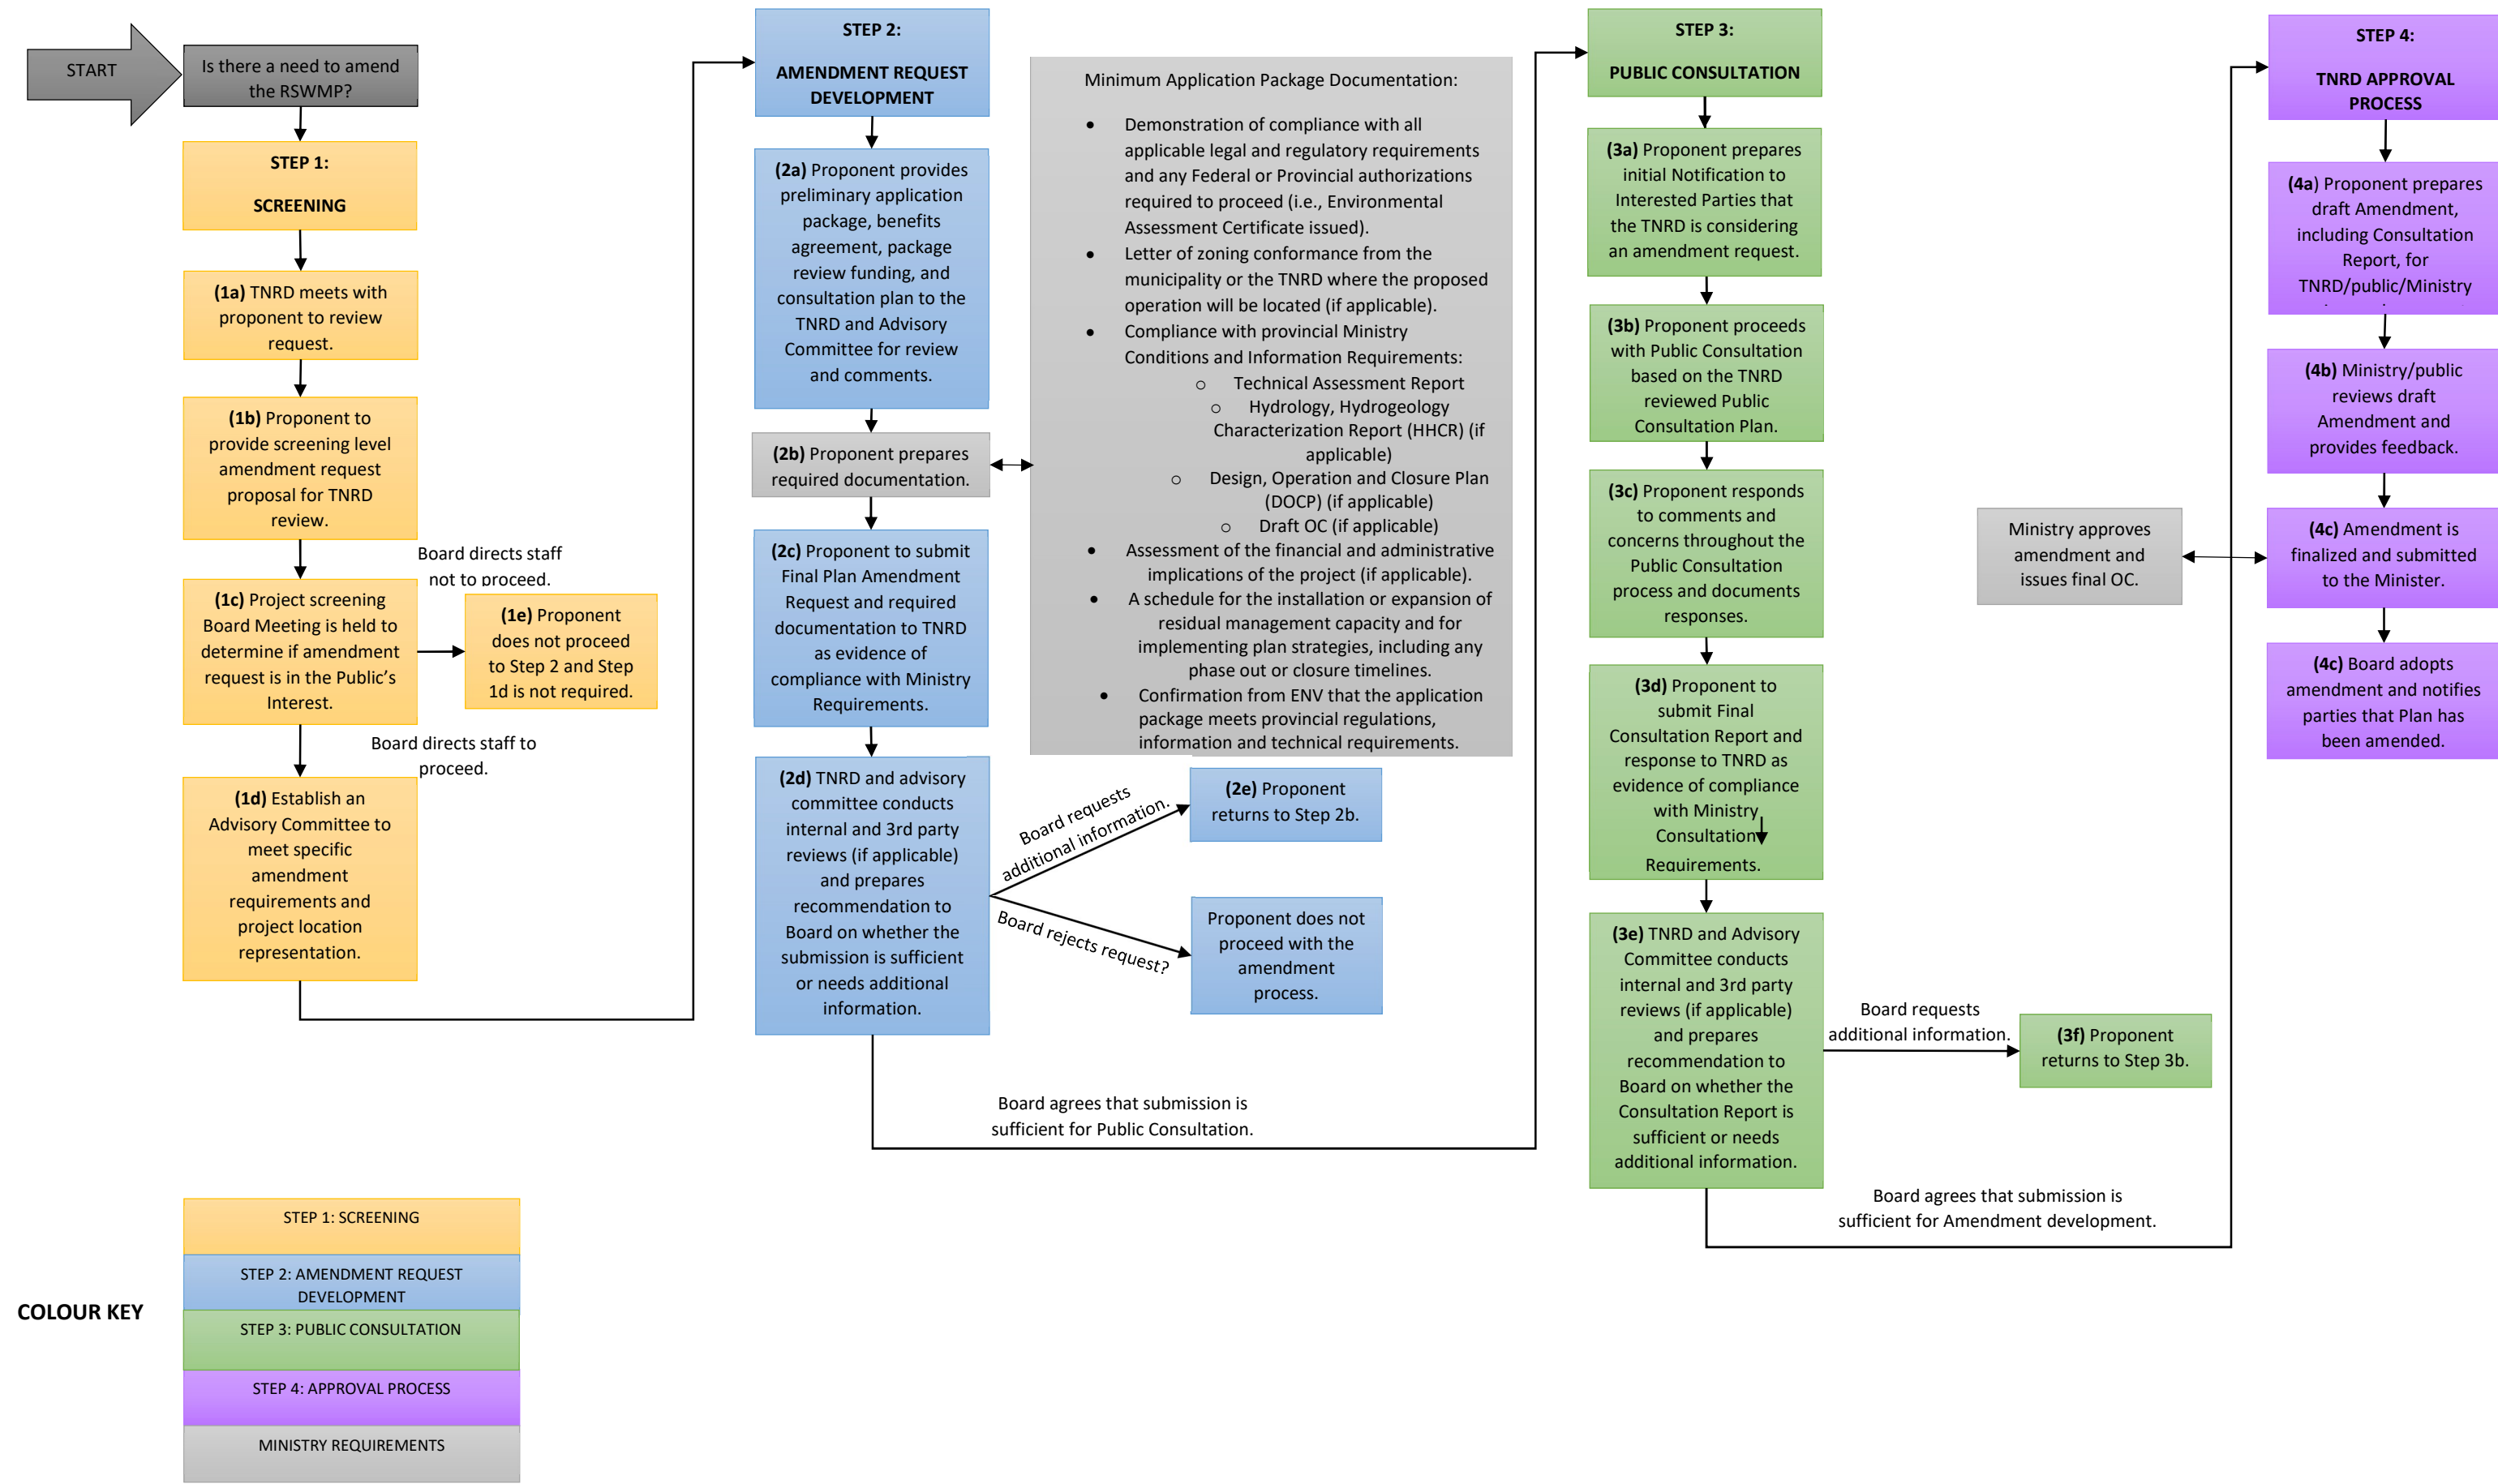 START
Is there a need to amend
the RSWMP?
STEP 1:
SCREENING
(1a) TNRD meets with
proponent to review
request.
(1b) Proponent to
provide screening level
amendment request
proposal for TNRD
review.
Board directs staff
not to proceed.
(1c) Project screening
Board Meeting is held to
determine if amendment
request is in the Public's
Interest.
(1e) Proponent
does not proceed
to Step 2 and Step
1d is not required.
Board directs staff to
proceed.
(1d) Establish an
Advisory Committee to
meet specific
amendment
requirements and
project location
representation.
STEP 2:
AMENDMENT REQUEST
DEVELOPMENT
(2a) Proponent provides
preliminary application
package, benefits
agreement, package
review funding, and
consultation plan to the
TNRD and Advisory
Committee for review
and comments.
(2b) Proponent prepares
required documentation.
(2c) Proponent to submit
Final Plan Amendment
Request and required
documentation to TNRD
as evidence of
compliance with Ministry
Requirements.
(2d) TNRD and advisory
committee conducts
internal and 3rd party
reviews (if applicable)
and prepares
recommendation to
Board on whether the
submission is sufficient
or needs additional
information.
Minimum Application Package Documentation:
• Demonstration of compliance with all
applicable legal and regulatory requirements
and any Federal or Provincial authorizations
required to proceed (i.e., Environmental
Assessment Certificate issued).
• Letter of zoning conformance from the
municipality or the TNRD where the proposed
operation will be located (if applicable).
• Compliance with provincial Ministry
Conditions and Information Requirements:
o Technical Assessment Report
o Hydrology, Hydrogeology
Characterization Report (HHCR) (if
applicable)
o Design, Operation and Closure Plan
(DOCP) (if applicable)
o Draft OC (if applicable)
• Assessment of the financial and administrative
implications of the project (if applicable).
• A schedule for the installation or expansion of
residual management capacity and for
implementing plan strategies, including any
phase out or closure timelines.
• Confirmation from ENV that the application
package meets provincial regulations,
information and technical requirements.
Board requests
additional information.
(2e) Proponent
returns to Step 2b.
Board rejects request?
Proponent does not
proceed with the
amendment
process.
Board agrees that submission is
sufficient for Public Consultation.
STEP 3:
PUBLIC CONSULTATION
(3a) Proponent prepares
initial Notification to
Interested Parties that
the TNRD is considering
an amendment request.
(3b) Proponent proceeds
with Public Consultation
based on the TNRD
reviewed Public
Consultation Plan.
(3c) Proponent responds
to comments and
concerns throughout the
Public Consultation
process and documents
responses.
(3d) Proponent to
submit Final
Consultation Report and
response to TNRD as
evidence of compliance
with Ministry
Consultation
Requirements.
(3e) TNRD and Advisory
Committee conducts
internal and 3rd party
reviews (if applicable)
and prepares
recommendation to
Board on whether the
Consultation Report is
sufficient or needs
additional information.
Board requests
additional information.
(3f) Proponent
returns to Step 3b.
Board agrees that submission is
sufficient for Amendment development.
STEP 4:
TNRD APPROVAL
PROCESS
(4a) Proponent prepares
draft Amendment,
including Consultation
Report, for
TNRD/public/Ministry
(4b) Ministry/public
reviews draft
Amendment and
provides feedback.
(4c) Amendment is
finalized and submitted
to the Minister.
Ministry approves
amendment and
issues final OC.
(4c) Board adopts
amendment and notifies
parties that Plan has
been amended.
COLOUR KEY
STEP 1: SCREENING
STEP 2: AMENDMENT REQUEST
DEVELOPMENT
STEP 3: PUBLIC CONSULTATION
STEP 4: APPROVAL PROCESS
MINISTRY REQUIREMENTS